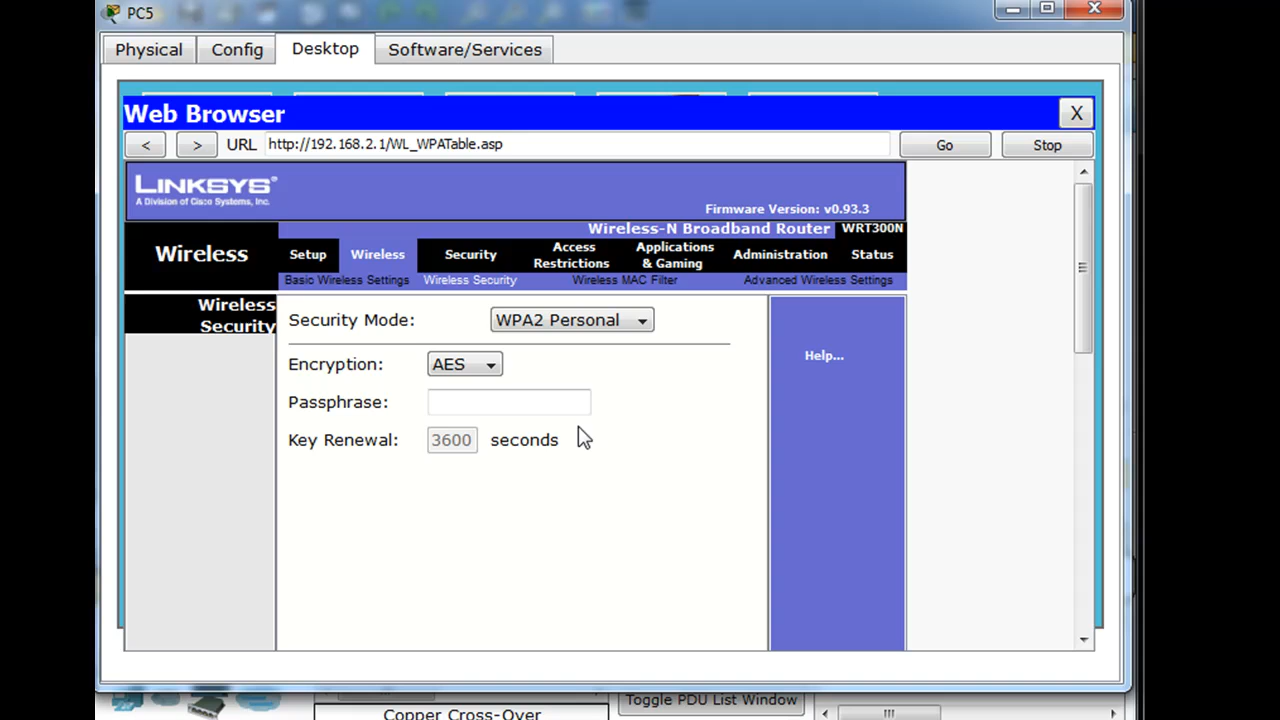 PC5
Physical Config Desktop Software/Services
Web Browser X
< > URL http://192.168.2.1/WL_WPATable.asp Go Stop
LINKSYS®
A Division of Cisco Systems, Inc.
Firmware Version: v0.93.3
Wireless-N Broadband Router WRT300N
Wireless
Setup Wireless Security Access Restrictions Applications & Gaming Administration Status
Basic Wireless Settings Wireless Security Wireless MAC Filter Advanced Wireless Settings
Wireless
Security
Security Mode: WPA2 Personal
Help...
Encryption: AES
Passphrase:
Key Renewal: 3600 seconds
Toggle PDU List Window
Copper Cross-Over